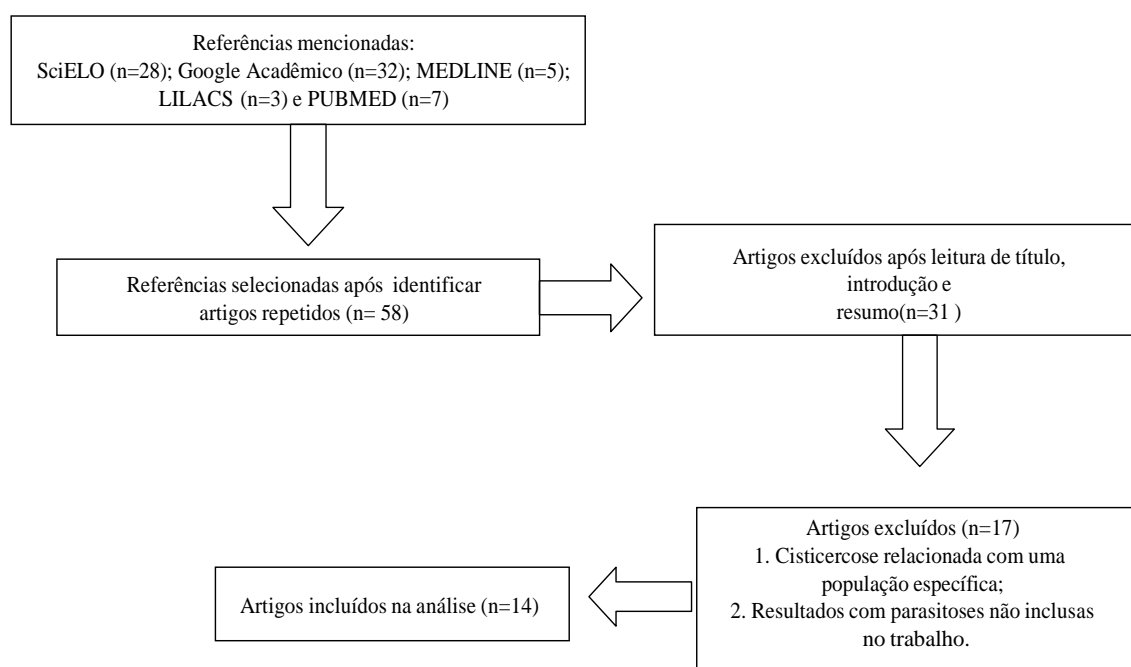 Referências mencionadas:
SciELO (n=28); Google Acadêmico (n=32); MEDLINE (n=5);
LILACS (n=3) e PUBMED (n=7)
Referências selecionadas após identificar
artigos repetidos (n= 58)
Artigos excluídos após leitura de título,
introdução e
resumo(n=31 )
Artigos excluídos (n=17)
1. Cisticercose relacionada com uma
população específica;
2. Resultados com parasitoses não inclusas
no trabalho.
Artigos incluídos na análise (n=14)